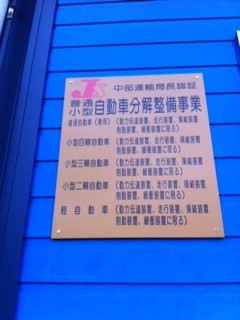 JS 中部運輸局長認証
普通
小型 自動車分解整備事業
普通自動車(乗用)(動力伝達装置、走行装置、操縦装置
制動装置、緩衝装置に限る)
小型四輪自動車(動力伝達装置、走行装置、操縦装置
制動装置、緩衝装置に限る)
小型三輪自動車(動力伝達装置、走行装置、操縦装置
制動装置、緩衝装置に限る)
小型二輪自動車(動力伝達装置、走行装置、操縦装置
制動装置、緩衝装置に限る)
軽自動車(動力伝達装置、走行装置、操縦装置
制動装置、緩衝装置に限る)